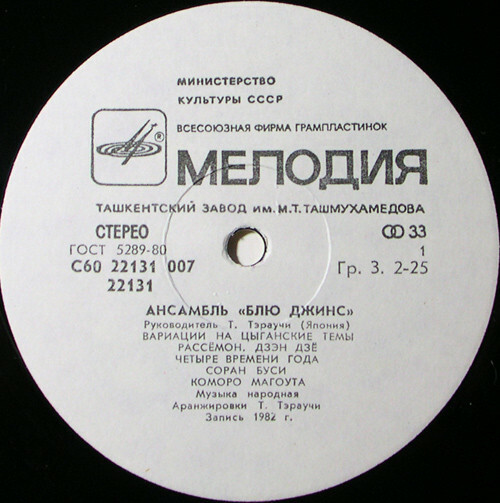 МИНИСТЕРСТВО
КУЛЬТУРЫ СССР
ВСЕСОЮЗНАЯ ФИРМА ГРАМПЛАСТИНОК
®
МЕЛОДИЯ
ТАШКЕНТСКИЙ ЗАВОД им. М. Т. ТАШМУХАМЕДОВА
СТЕРЕО 33
ГОСТ 5289-80 1
С60 22131 007 Гр. 3. 2-25
22131
АНСАМБЛЬ «БЛЮ ДЖИНС»
Руководитель Т. Тэраучи (Япония)
ВАРИАЦИИ НА ЦЫГАНСКИЕ ТЕМЫ
РАССЁМОН, ДЗЭН ДЗЁ
ЧЕТЫРЕ ВРЕМЕНИ ГОДА
СОРАН БУСИ
КОМОРО МАГОУТА
Музыка народная
Аранжировки Т. Тэраучи
Запись 1982 г.